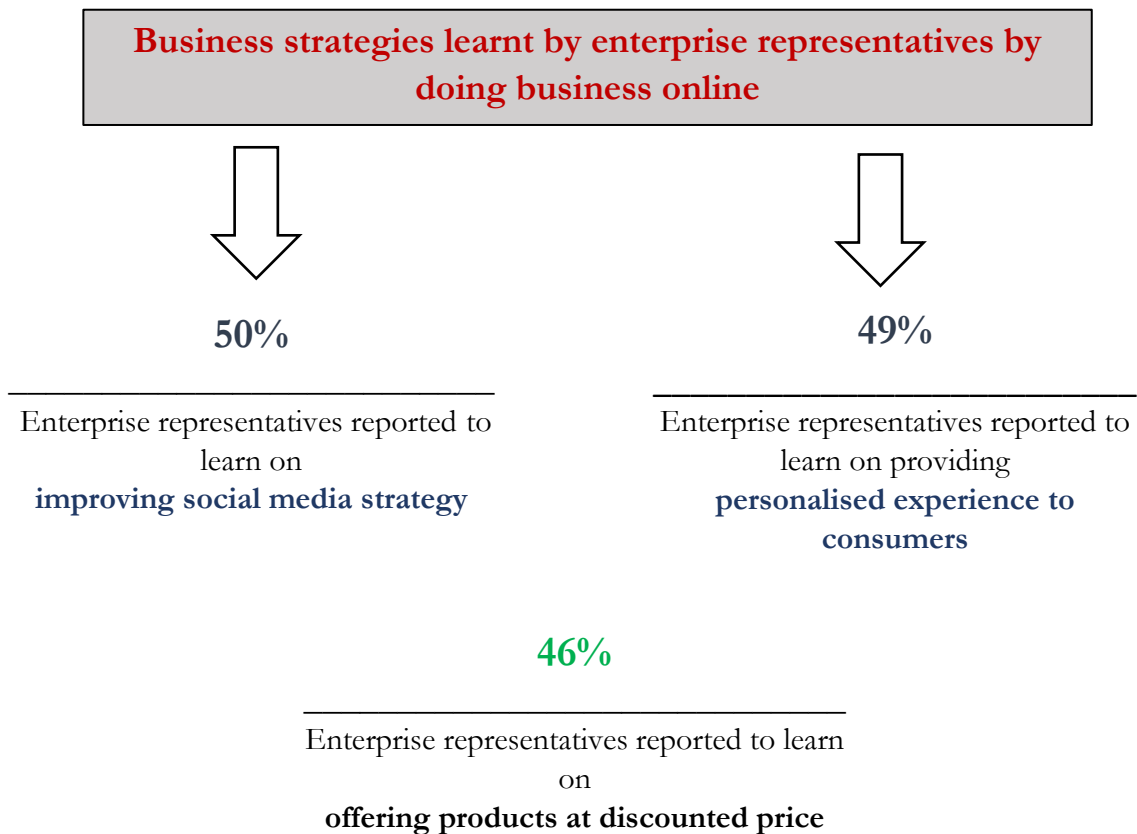 Business strategies learnt by enterprise representatives by
doing business online
50%
Enterprise representatives reported to
learn on
improving social media strategy
49%
Enterprise representatives reported to
learn on providing
personalised experience to
consumers
46%
Enterprise representatives reported to learn
on
offering products at discounted price